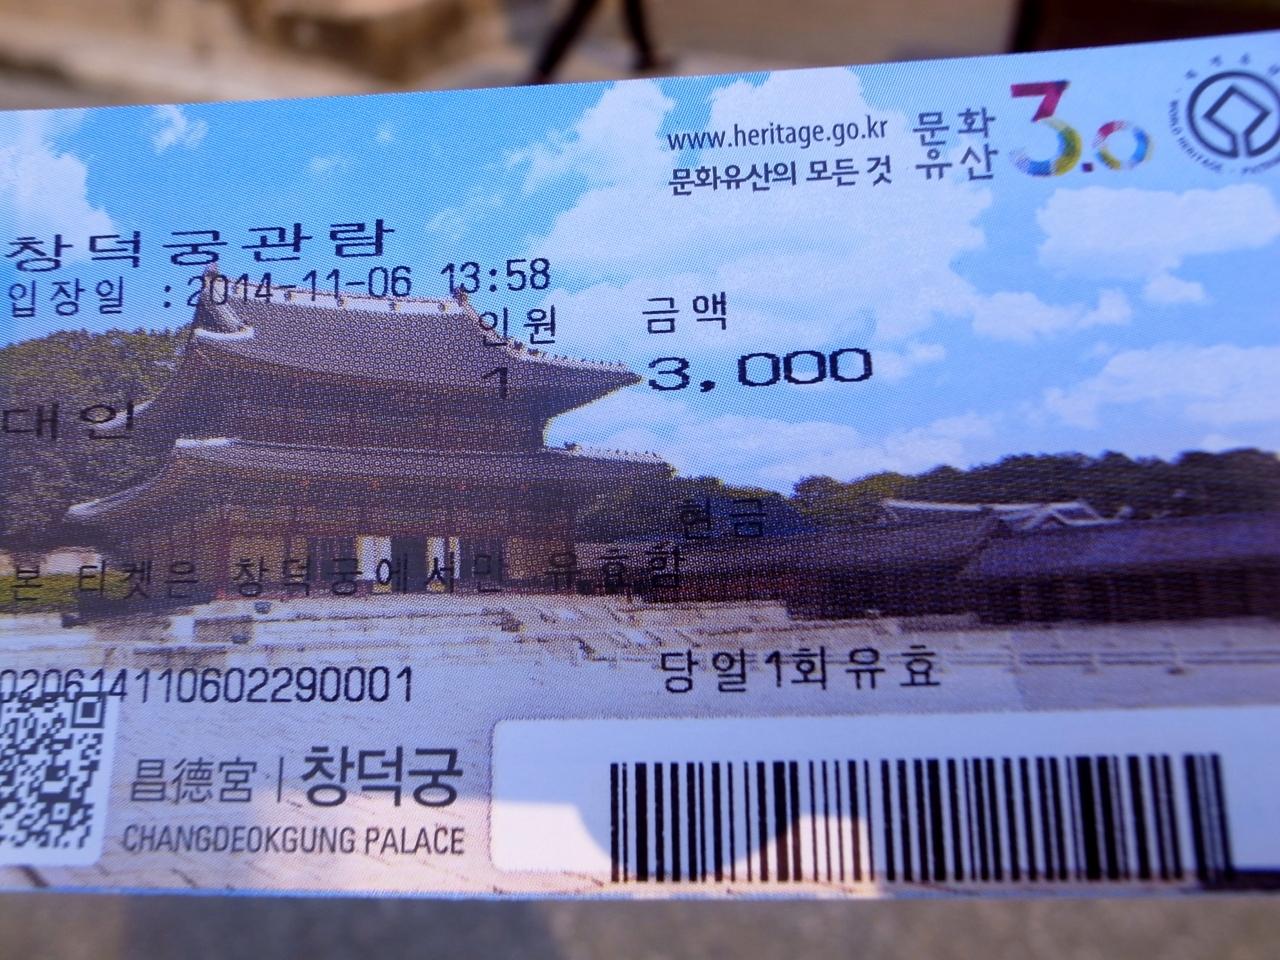 www.heritage.go.kr
문화유산의 모든 것
문화
유산
3.0
WORLD HERITAGE
창덕궁관람
입장일 :2014-11-06 13:58
인원 금액
대인 1 3,000
현금
본 티켓은 창덕궁에서만 유효함
020614110602290001
당일1회유효
昌德宮 | 창덕궁
CHANGDEOKGUNG PALACE